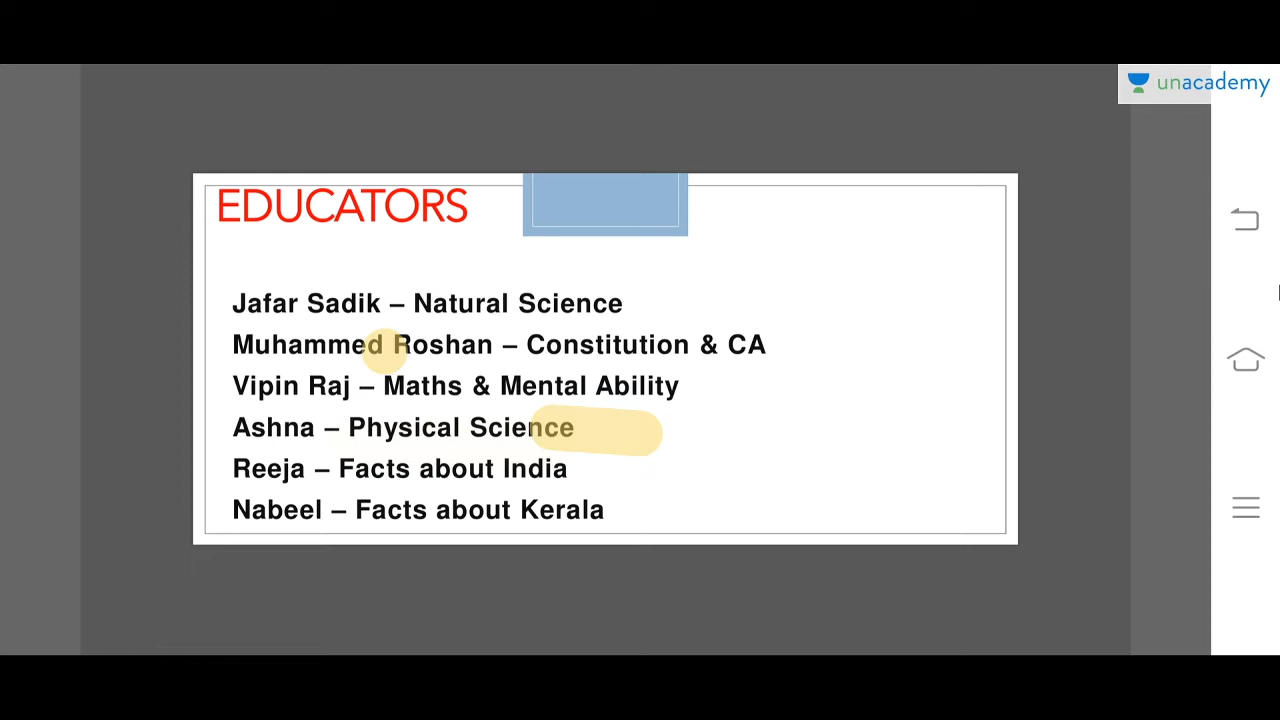 unacademy
EDUCATORS
Jafar Sadik – Natural Science
Muhammed Roshan – Constitution & CA
Vipin Raj – Maths & Mental Ability
Ashna – Physical Science
Reeja – Facts about India
Nabeel – Facts about Kerala